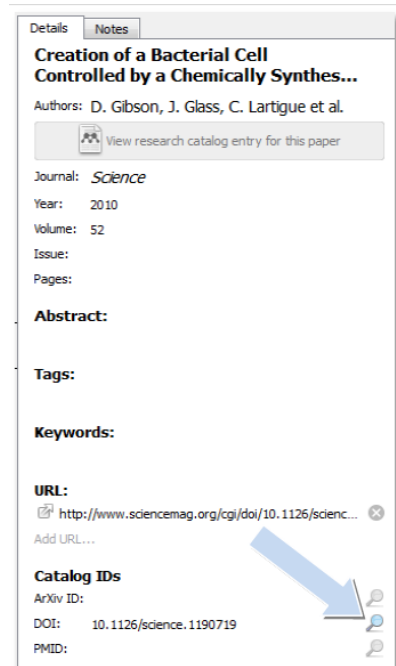 Details Notes
Creation of a Bacterial Cell
Controlled by a Chemically Synthes...
Authors: D. Gibson, J. Glass, C. Lartigue et al.
View research catalog entry for this paper
Journal: Science
Year: 2010
Volume: 52
Issue:
Pages:
Abstract:
Tags:
Keywords:
URL:
http://www.sciencemag.org/cgi/doi/10.1126/scienc...
Add URL...
Catalog IDs
ArXiv ID:
DOI: 10.1126/science.1190719
PMID: